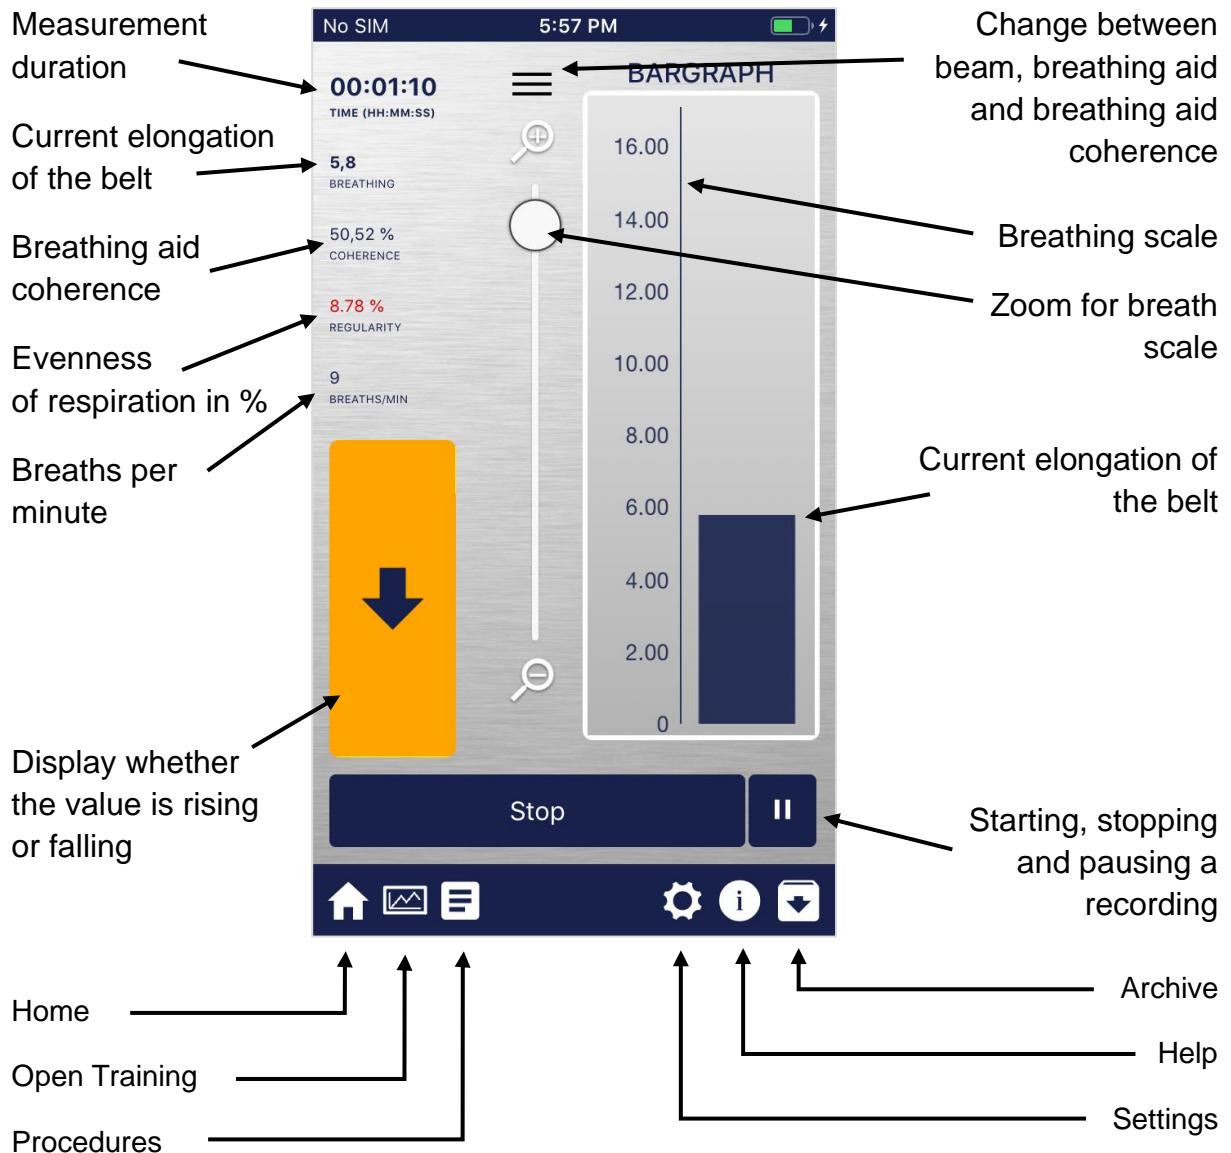 Measurement
duration
Current elongation
of the belt
Breathing aid
coherence
Evenness
of respiration in %
Breaths per
minute
Display whether
the value is rising
or falling
No SIM
5:57 PM
00:01:10
TIME (HH:MM:SS)
5,8
BREATHING
50,52 %
COHERENCE
8.78 %
REGULARITY
9
BREATHS/MIN
BARGRAPH
16.00
14.00
12.00
10.00
8.00
6.00
4.00
2.00
0
Stop
i
Change between
beam, breathing aid
and breathing aid
coherence
Breathing scale
Zoom for breath
scale
Current elongation of
the belt
Starting, stopping
and pausing a
recording
Home
Open Training
Procedures
Archive
Help
Settings